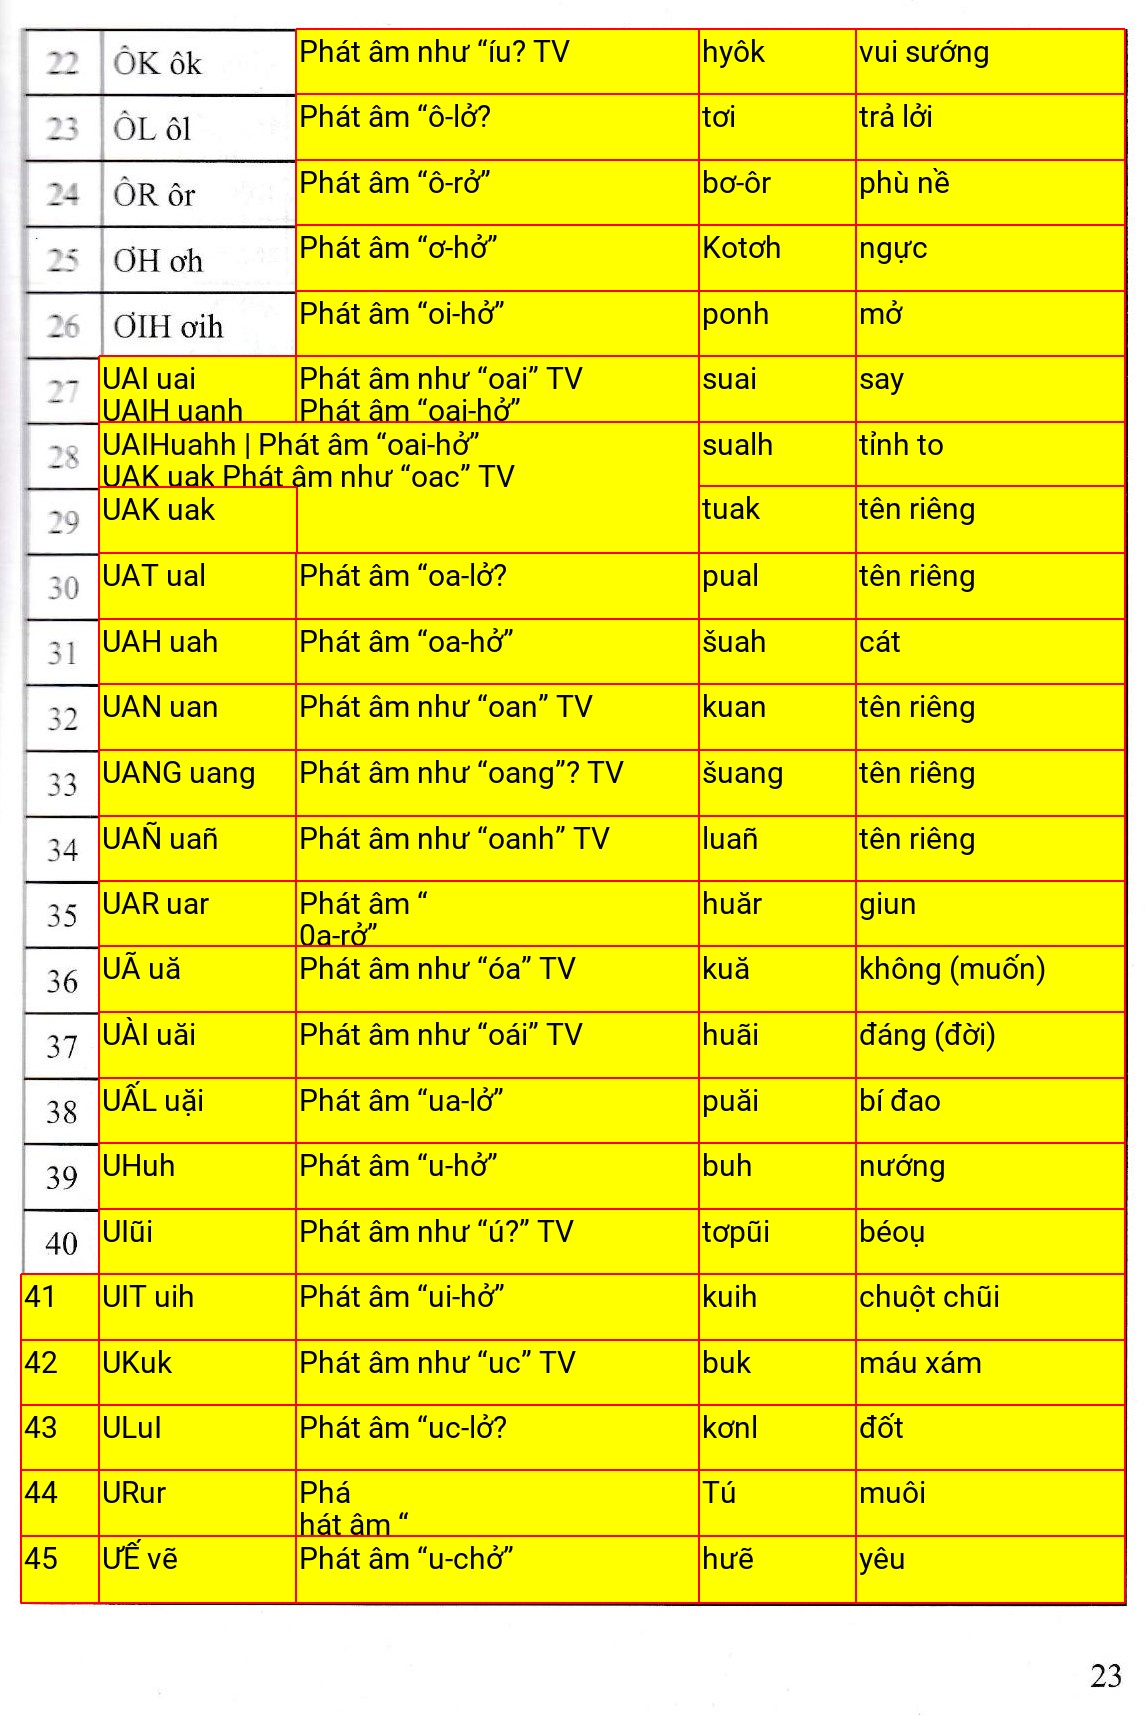 22 ÔK ôk Phát âm như “íu? TV hyôk vui sướng
23 ÔL ôl Phát âm “ô-lở? tơi trả lởi
24 ÔR ôr Phát âm “ô-rở” bơ-ôr phù nề
25 ƠH ơh Phát âm “ơ-hở” Kotơh ngực
26 ƠIH ơih Phát âm “oi-hở” ponh mở
27 UAI uai Phát âm như “oai” TV suai say
UAIH uanh Phát âm “oai-hở”
28 UAIHuahh | Phát âm “oai-hở” sualh tỉnh to
UAK uak Phát âm như “oac” TV
29 UAK uak tuak tên riêng
30 UAT ual Phát âm “oa-lở? pual tên riêng
31 UAH uah Phát âm “oa-hở” šuah cát
32 UAN uan Phát âm như “oan” TV kuan tên riêng
33 UANG uang Phát âm như “oang”? TV šuang tên riêng
34 UAÑ uañ Phát âm như “oanh” TV luañ tên riêng
35 UAR uar Phát âm “ huăr giun
0a-rở”
36 UÃ uă Phát âm như “óa” TV kuă không (muốn)
37 UÀI uăi Phát âm như “oái” TV huãi đáng (đời)
38 UẤL uặi Phát âm “ua-lở” puăi bí đao
39 UHuh Phát âm “u-hở” buh nướng
40 UIũi Phát âm như “ú?” TV tơpũi béoụ
41 UIT uih Phát âm “ui-hở” kuih chuột chũi
42 UKuk Phát âm như “uc” TV buk máu xám
43 ULuI Phát âm “uc-lở? kơnl đốt
44 URur Phá Tú muôi
hát âm “
45 ƯẾ vẽ Phát âm “u-chở” hưẽ yêu
23